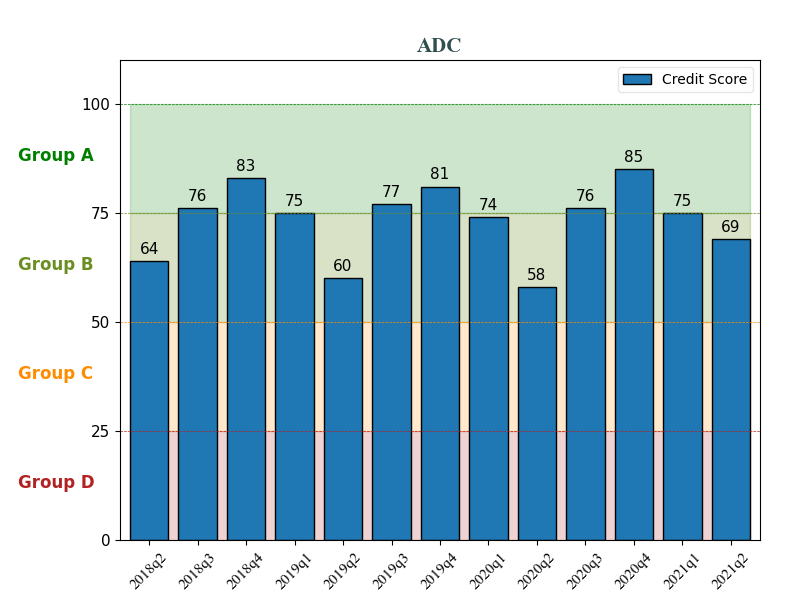 ADC
Credit Score
100
75
50
25
0
Group A
Group B
Group C
Group D
64
76
83
75
60
77
81
74
58
76
85
75
69
2018q2
2018q3
2018q4
2019q1
2019q2
2019q3
2019q4
2020q1
2020q2
2020q3
2020q4
2021q1
2021q2